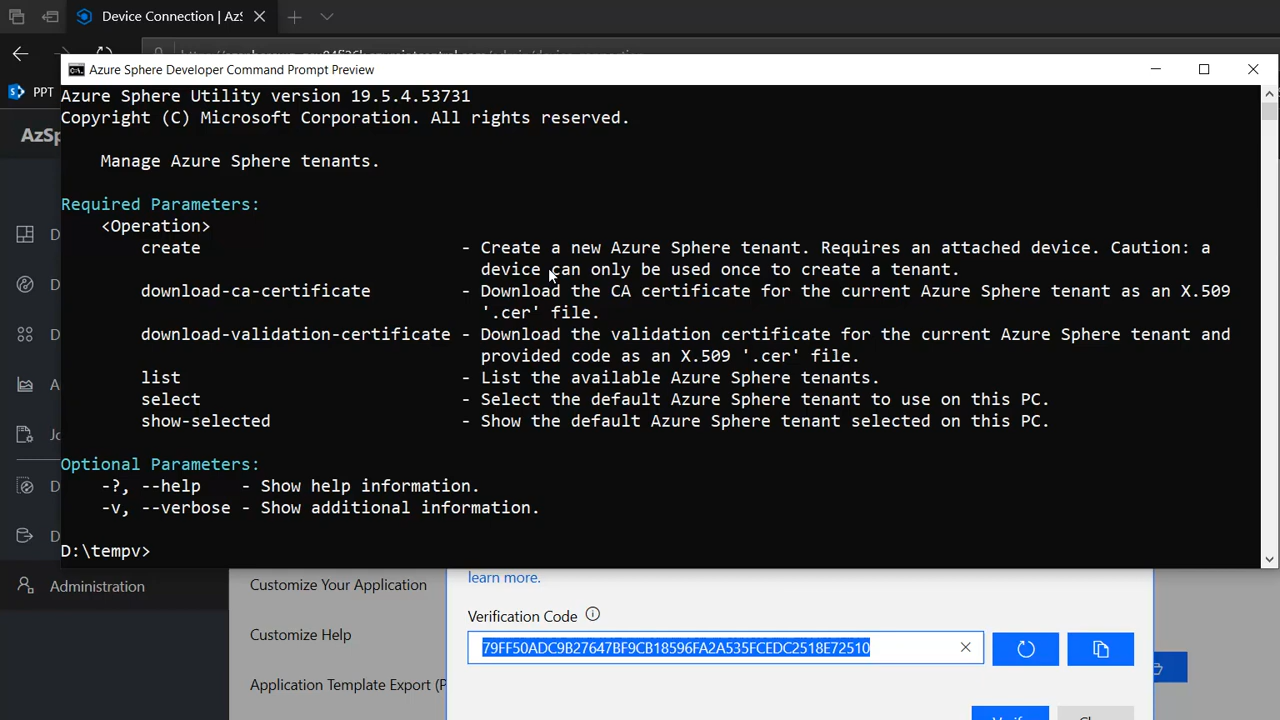 Device Connection | AzS
PPT
Azure Sphere Developer Command Prompt Preview
AzSp
Azure Sphere Utility version 19.5.4.53731
Copyright (C) Microsoft Corporation. All rights reserved.
Manage Azure Sphere tenants.
Required Parameters:
<Operation>
create - Create a new Azure Sphere tenant. Requires an attached device. Caution: a
device can only be used once to create a tenant.
download-ca-certificate - Download the CA certificate for the current Azure Sphere tenant as an X.509
'.cer' file.
download-validation-certificate - Download the validation certificate for the current Azure Sphere tenant and
provided code as an X.509 '.cer' file.
list - List the available Azure Sphere tenants.
select - Select the default Azure Sphere tenant to use on this PC.
show-selected - Show the default Azure Sphere tenant selected on this PC.
Optional Parameters:
-?, --help - Show help information.
-v, --verbose - Show additional information.
D:\tempv>
Administration
Customize Your Application
learn more.
Verification Code
Customize Help
79FF50ADC9B27647BF9CB18596FA2A535FCEDC2518E72510
Application Template Export (P